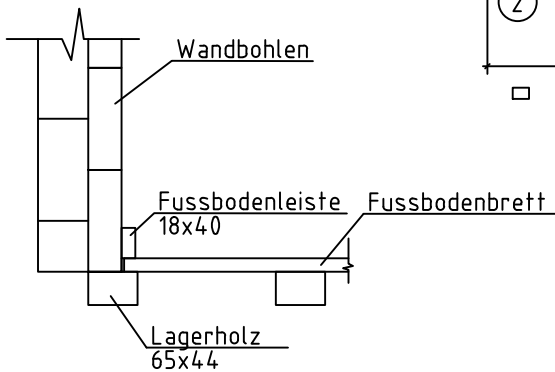 2
Wandbohlen
Fussbodenleiste
18x40
Fussbodenbrett
Lagerholz
65x44